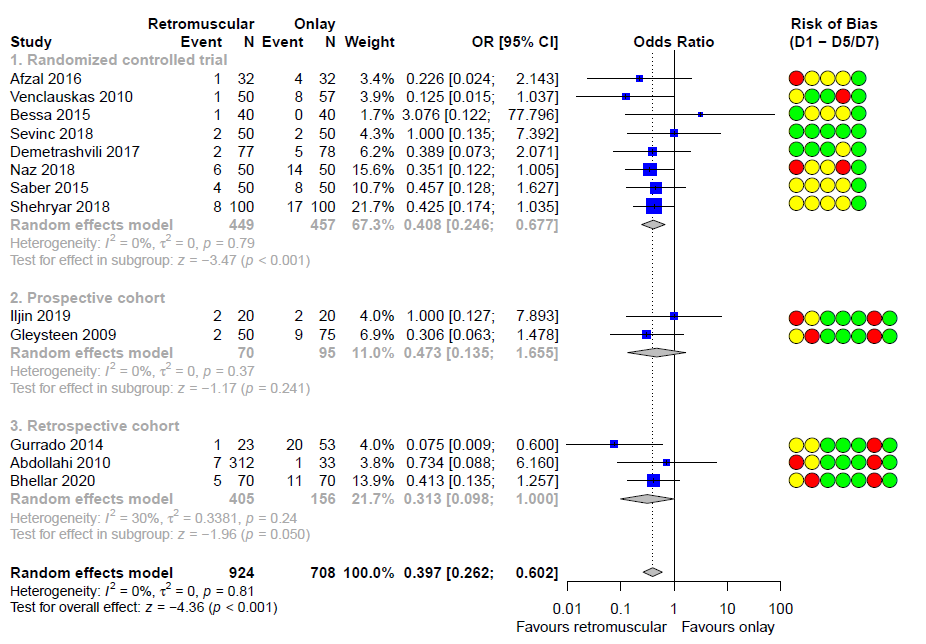 Retromuscular Onlay Risk of Bias
Study Event N Event N Weight OR [95% CI] Odds Ratio (D1 − D5/D7)
1. Randomized controlled trial
Afzal 2016 1 32 4 32 3.4% 0.226 [0.024; 2.143]
Venclauskas 2010 1 50 8 57 3.9% 0.125 [0.015; 1.037]
Bessa 2015 1 40 0 40 1.7% 3.076 [0.122; 77.796]
Sevinc 2018 2 50 2 50 4.3% 1.000 [0.135; 7.392]
Demetrashvili 2017 2 77 5 78 6.2% 0.389 [0.073; 2.071]
Naz 2018 6 50 14 50 15.6% 0.351 [0.122; 1.005]
Saber 2015 4 50 8 50 10.7% 0.457 [0.128; 1.627]
Shehryar 2018 8 100 17 100 21.7% 0.425 [0.174; 1.035]
Random effects model 449 457 67.3% 0.408 [0.246; 0.677]
Heterogeneity: I² = 0%, τ² = 0, p = 0.79
Test for effect in subgroup: z = −3.47 (p < 0.001)
2. Prospective cohort
Iljin 2019 2 20 2 20 4.0% 1.000 [0.127; 7.893]
Gleysteen 2009 2 50 9 75 6.9% 0.306 [0.063; 1.478]
Random effects model 70 95 11.0% 0.473 [0.135; 1.655]
Heterogeneity: I² = 0%, τ² = 0, p = 0.37
Test for effect in subgroup: z = −1.17 (p = 0.241)
3. Retrospective cohort
Gurrado 2014 1 23 20 53 4.0% 0.075 [0.009; 0.600]
Abdollahi 2010 7 312 1 33 3.8% 0.734 [0.088; 6.160]
Bhellar 2020 5 70 11 70 13.9% 0.413 [0.135; 1.257]
Random effects model 405 156 21.7% 0.313 [0.098; 1.000]
Heterogeneity: I² = 30%, τ² = 0.3381, p = 0.24
Test for effect in subgroup: z = −1.96 (p = 0.050)
Random effects model 924 708 100.0% 0.397 [0.262; 0.602]
Heterogeneity: I² = 0%, τ² = 0, p = 0.81
Test for overall effect: z = −4.36 (p < 0.001)
0.01 0.1 1 10 100
Favours retromuscular Favours onlay